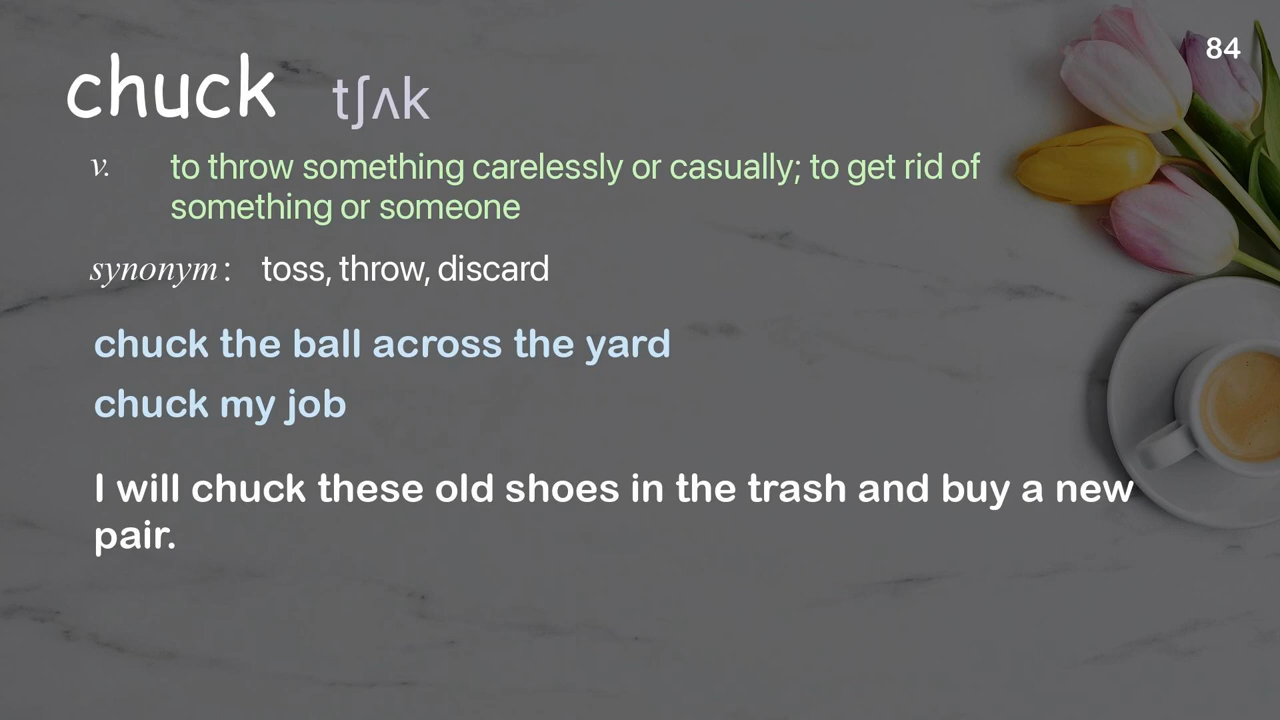 84
chuck tʃʌk
v. to throw something carelessly or casually; to get rid of
something or someone
synonym: toss, throw, discard
chuck the ball across the yard
chuck my job
I will chuck these old shoes in the trash and buy a new
pair.